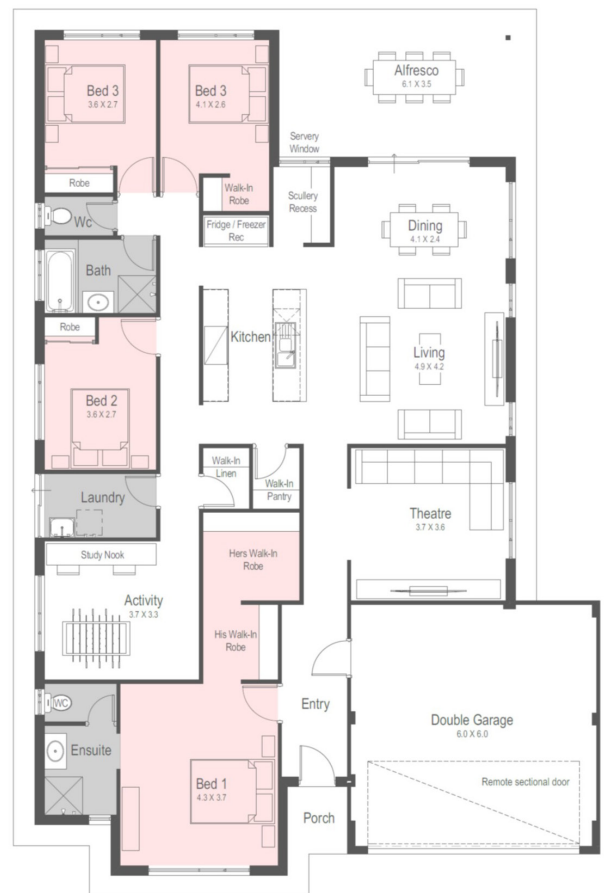 Alfresco
6.1 X 3.5
Bed 3
3.6 X 2.7
Bed 3
4.1 X 2.6
Servery
Window
Robe
Walk-In
Robe
Scullery
Recess
Wc
Fridge / Freezer
Rec
Dining
4.1 X 2.4
Bath
Robe
Kitchen
Living
4.9 X 4.2
Bed 2
3.6 X 2.7
Walk-In
Linen
Walk-In
Pantry
Laundry
Theatre
3.7 X 3.6
Study Nook
Hers Walk-In
Robe
Activity
3.7 X 3.3
His Walk-In
Robe
WC
Entry
Double Garage
6.0 X 6.0
Ensuite
Bed 1
4.3 X 3.7
Remote sectional door
Porch